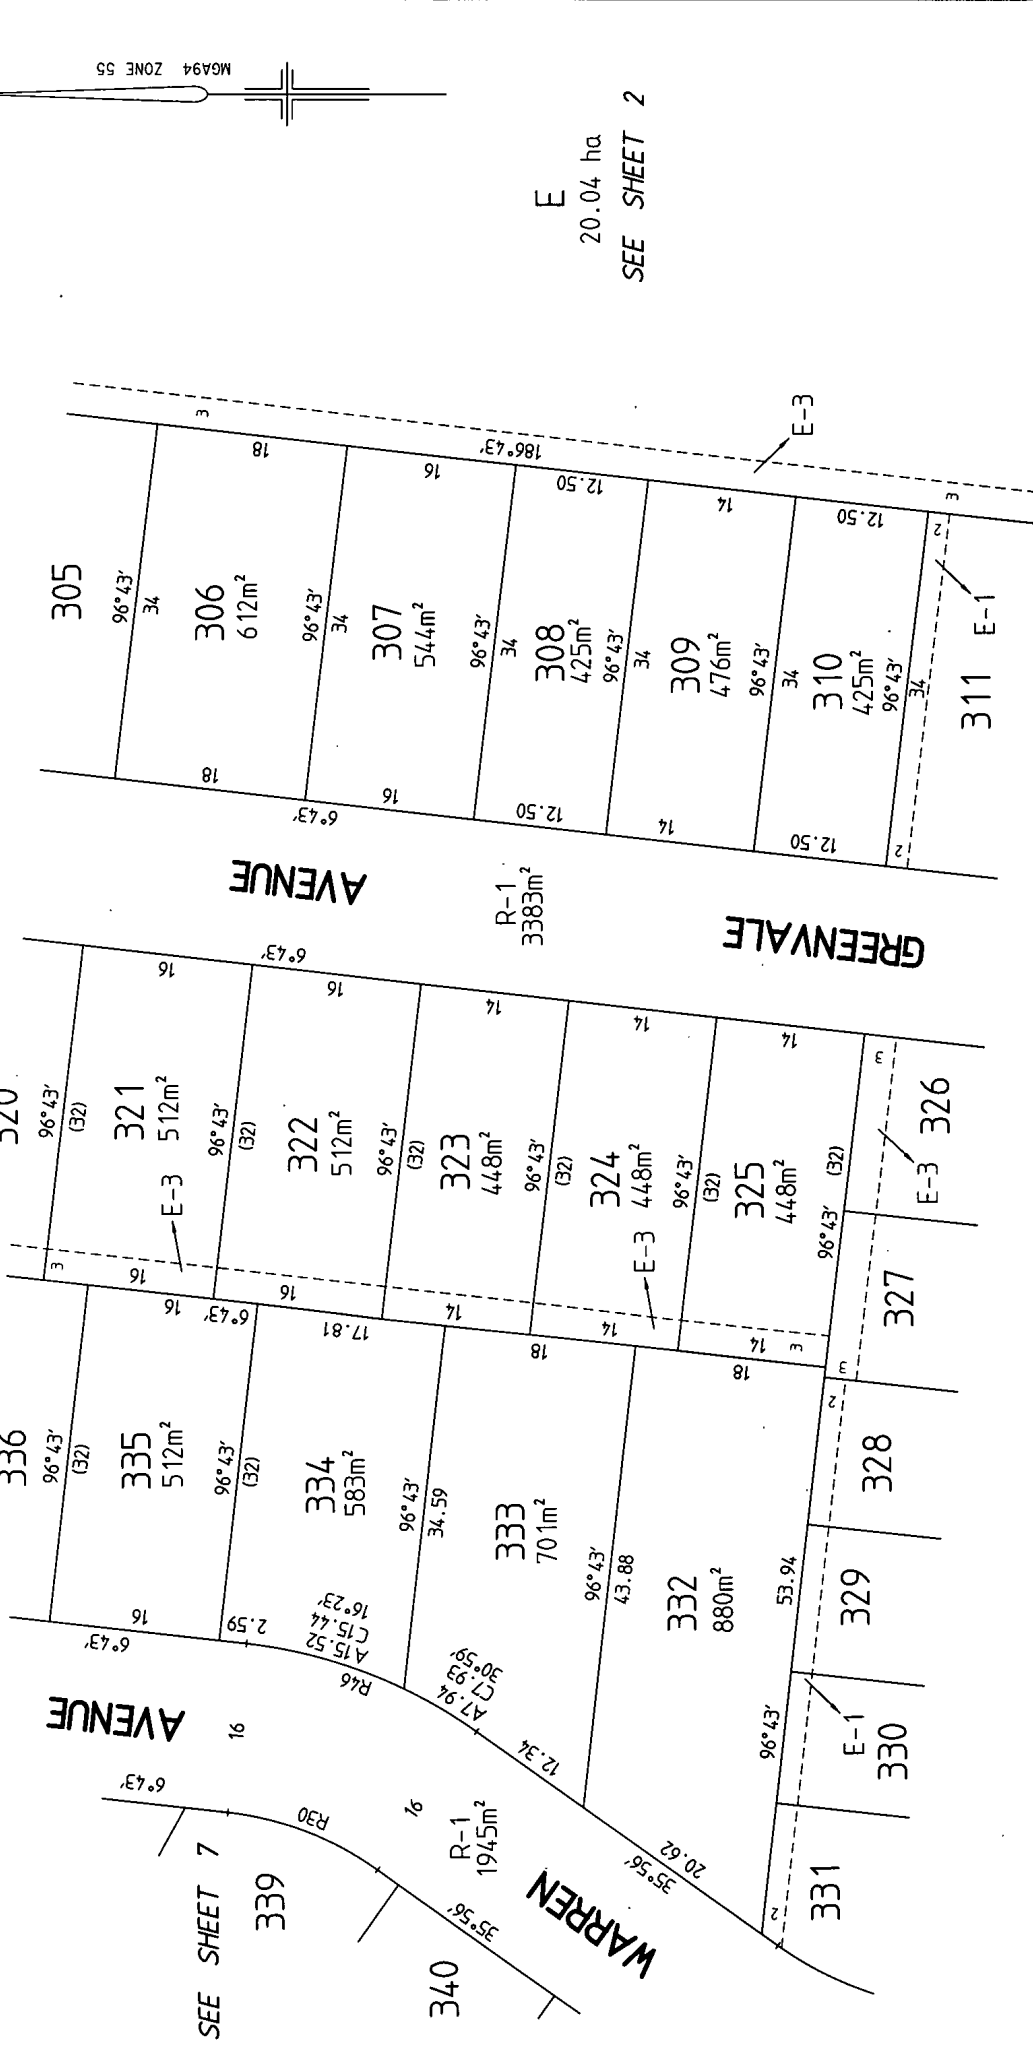 MGA94 ZONE 55
E
20.04 ha
SEE SHEET 2
305
96°43'
34
3
306
612m²
18
18
96°43'
34
307
544m²
16
186°43'
16
6°43'
96°43'
34
308
425m²
12.50
12.50
96°43'
34
309
476m²
14
14
E-3
96°43'
34
310
425m²
12.50
12.50
96°43'
34
3
2
2
311
E-1
AVENUE
R-1
3383m²
GREENVALE
320
96°43'
(32)
321
512m²
16
6°43'
E-3
3
16
96°43'
(32)
322
512m²
16
16
96°43'
(32)
323
448m²
14
14
96°43'
(32)
324
448m²
14
E-3
14
96°43'
(32)
325
448m²
14
14
3
(32)
96°43'
3
326
E-3
327
3
2
336
96°43'
(32)
335
512m²
16
6°43'
16
6°43'
96°43'
(32)
334
583m²
17.81
2.59
A15.52
C15.44
16°23'
R46
96°43'
34.59
333
701m²
18
A7.94
C7.93
30°59'
12.34
96°43'
43.88
332
880m²
18
53.94
96°43'
35°56'
20.62
2
328
329
E-1
330
331
AVENUE
16
6°43'
R30
16
R-1
1945m²
WARREN
35°56'
SEE SHEET 7
339
340